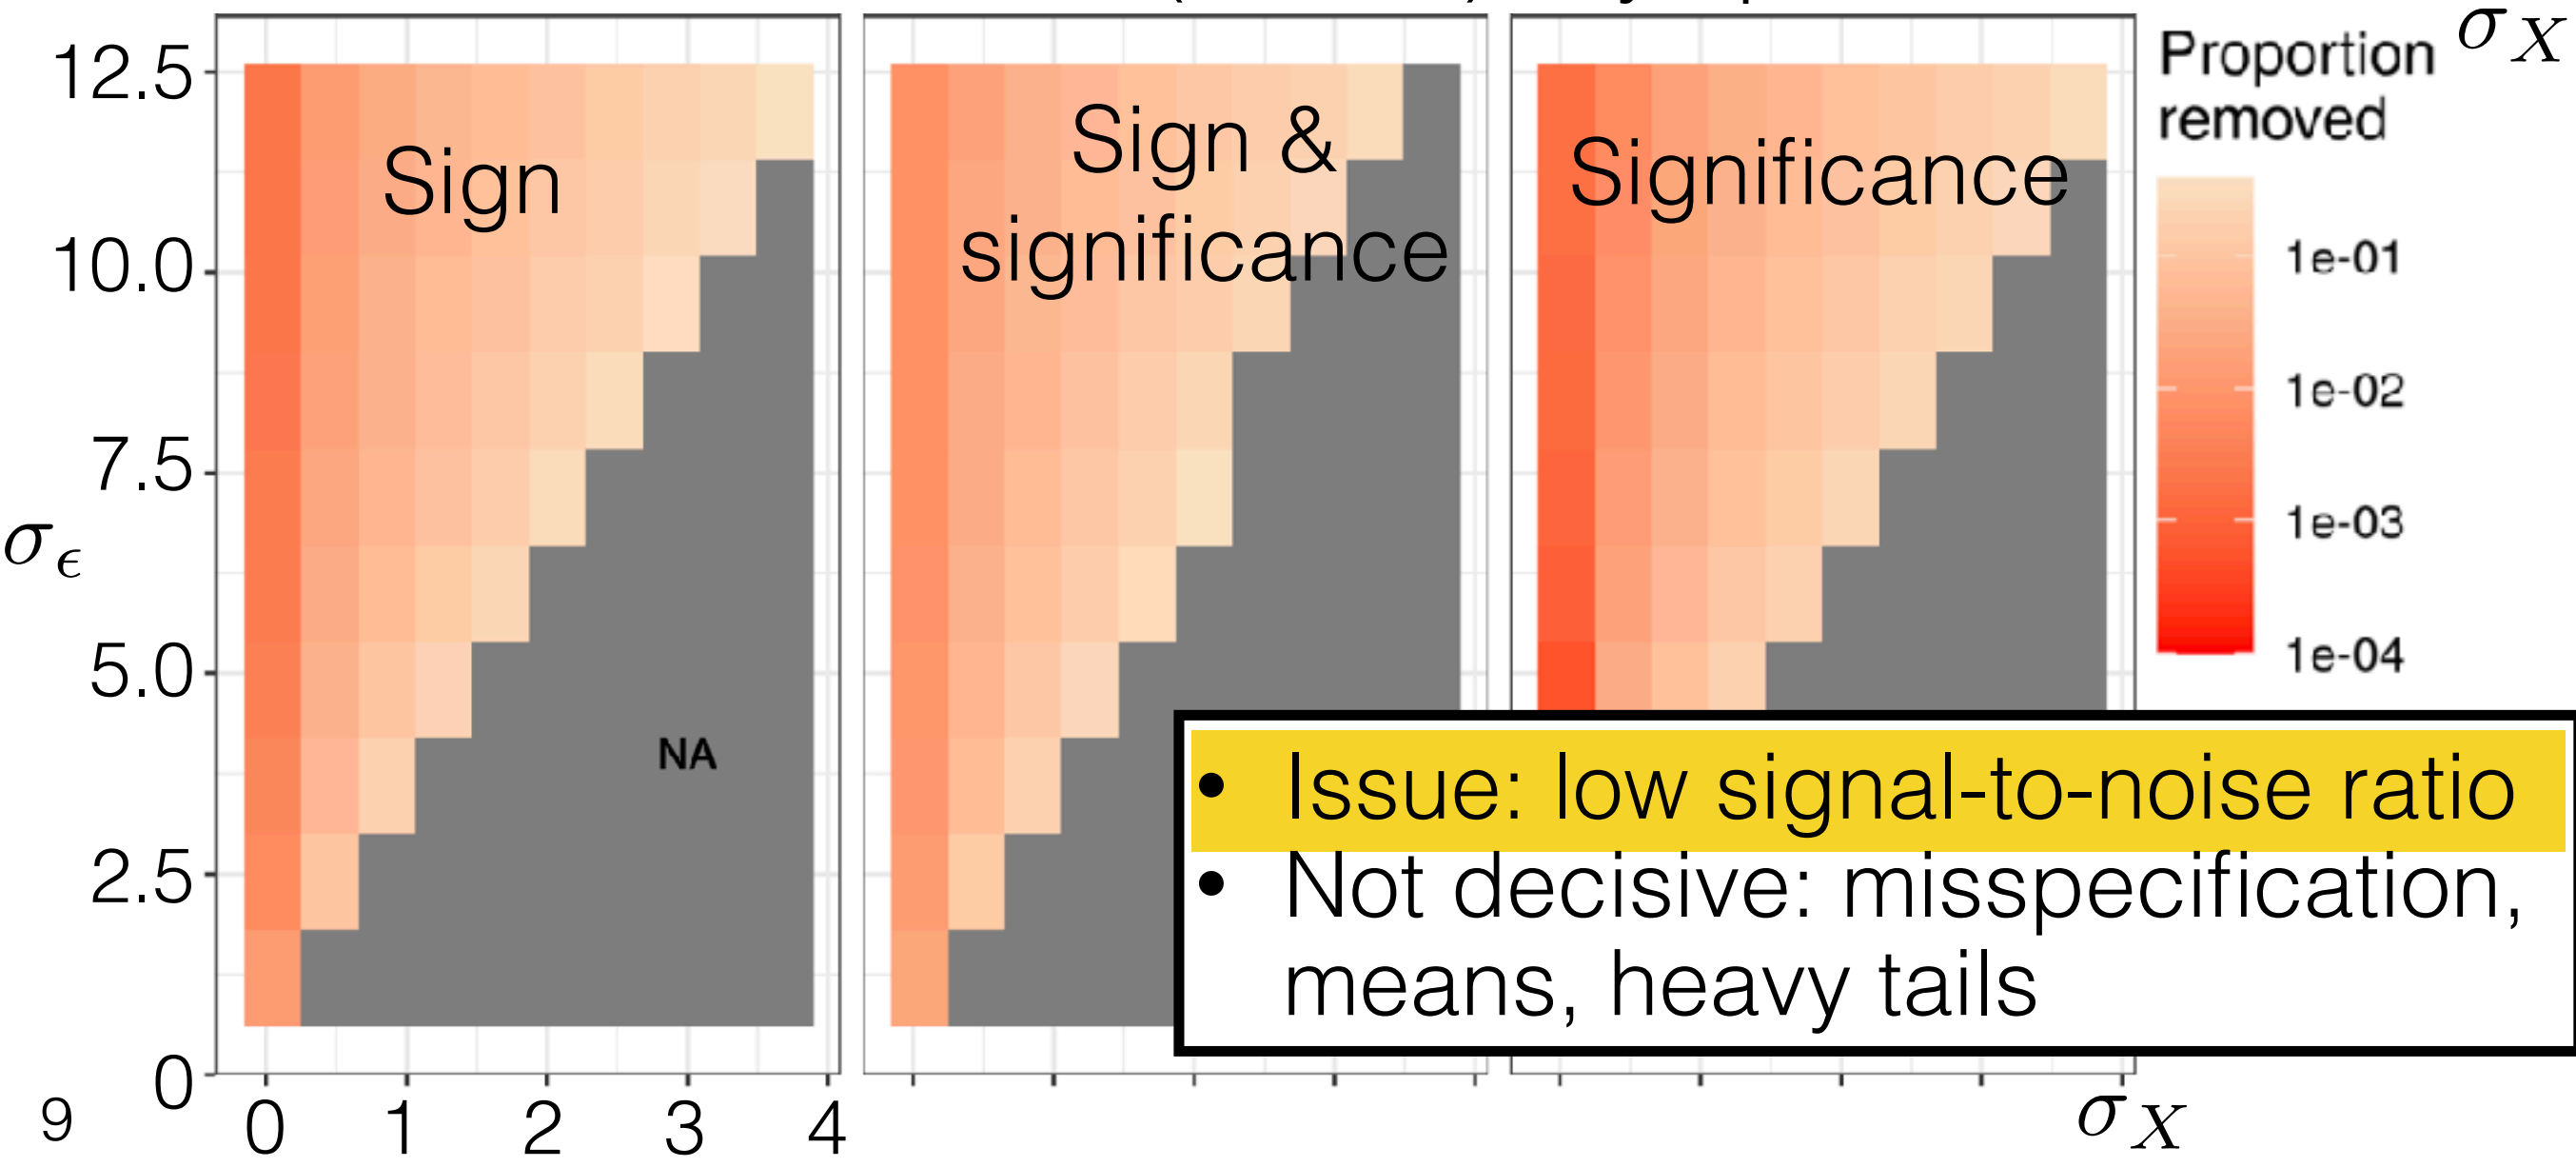 σ_X
Proportion
removed
12.5
10.0
7.5
5.0
2.5
0
σ_ϵ
Sign
Sign &
significance
Significance
NA
1e-01
1e-02
1e-03
1e-04
• Issue: low signal-to-noise ratio
• Not decisive: misspecification,
means, heavy tails
0 1 2 3 4
σ_X
9